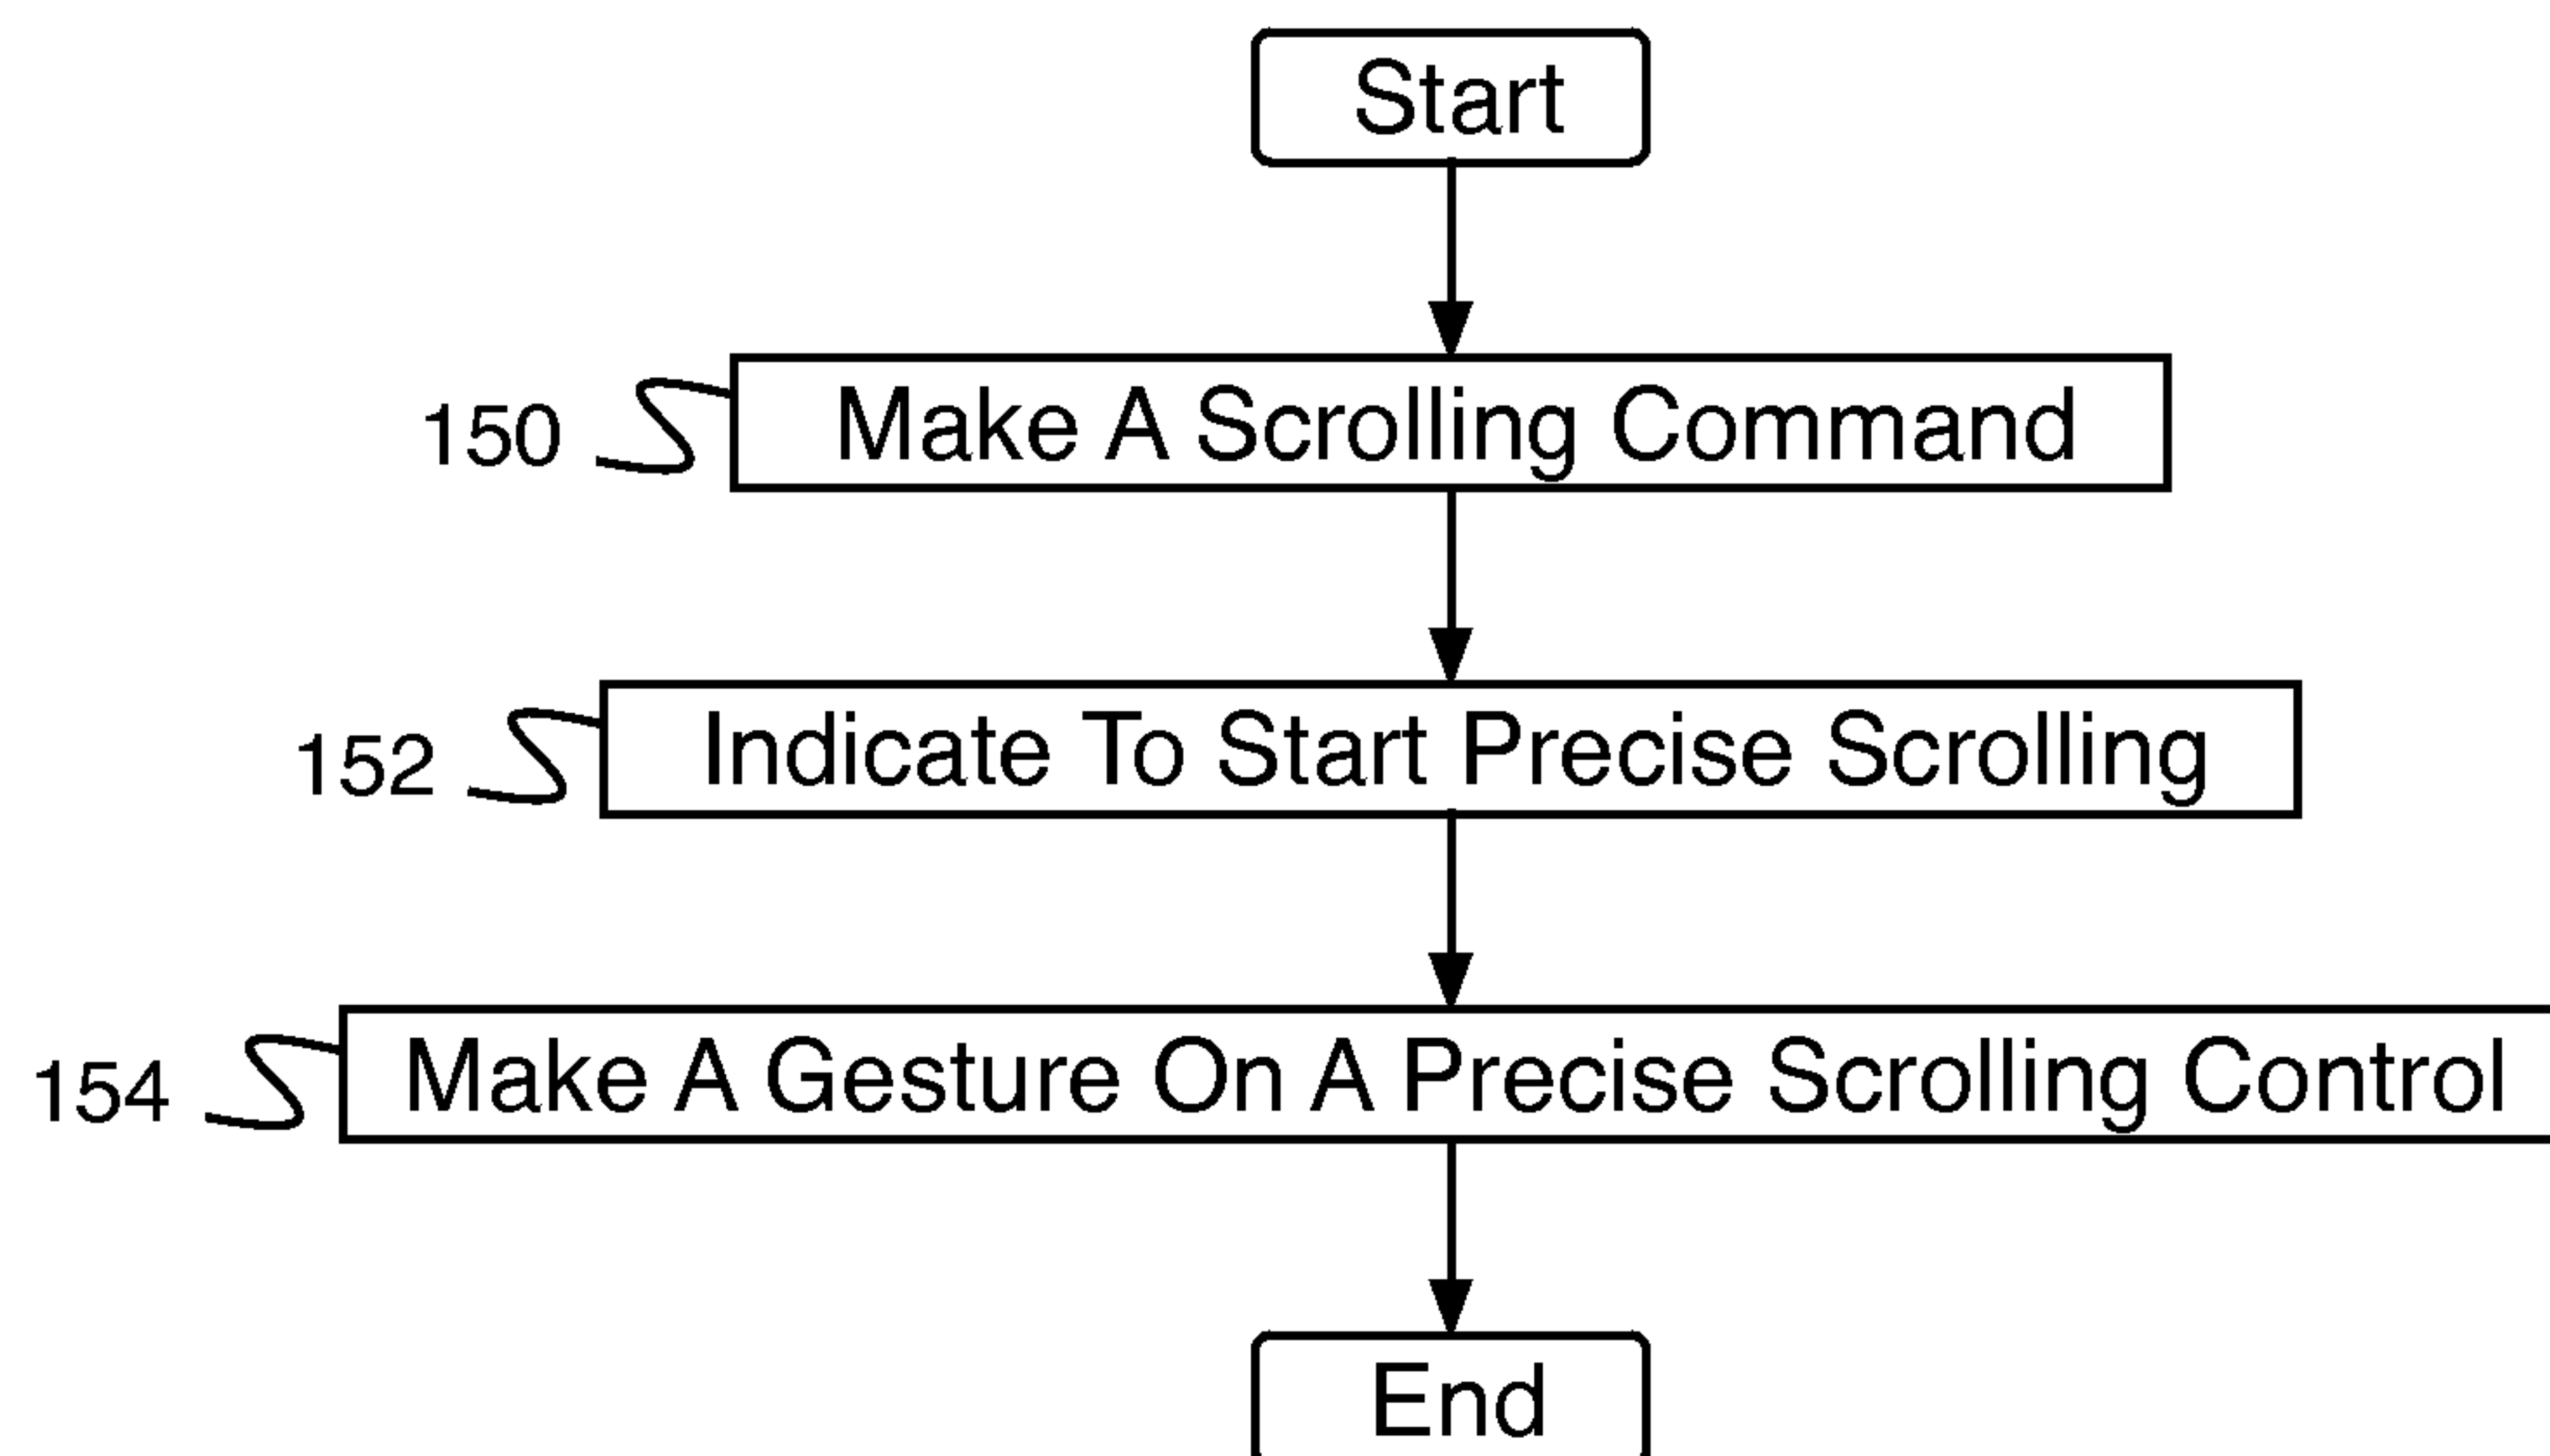 Start
150 Make A Scrolling Command
152 Indicate To Start Precise Scrolling
154 Make A Gesture On A Precise Scrolling Control
End